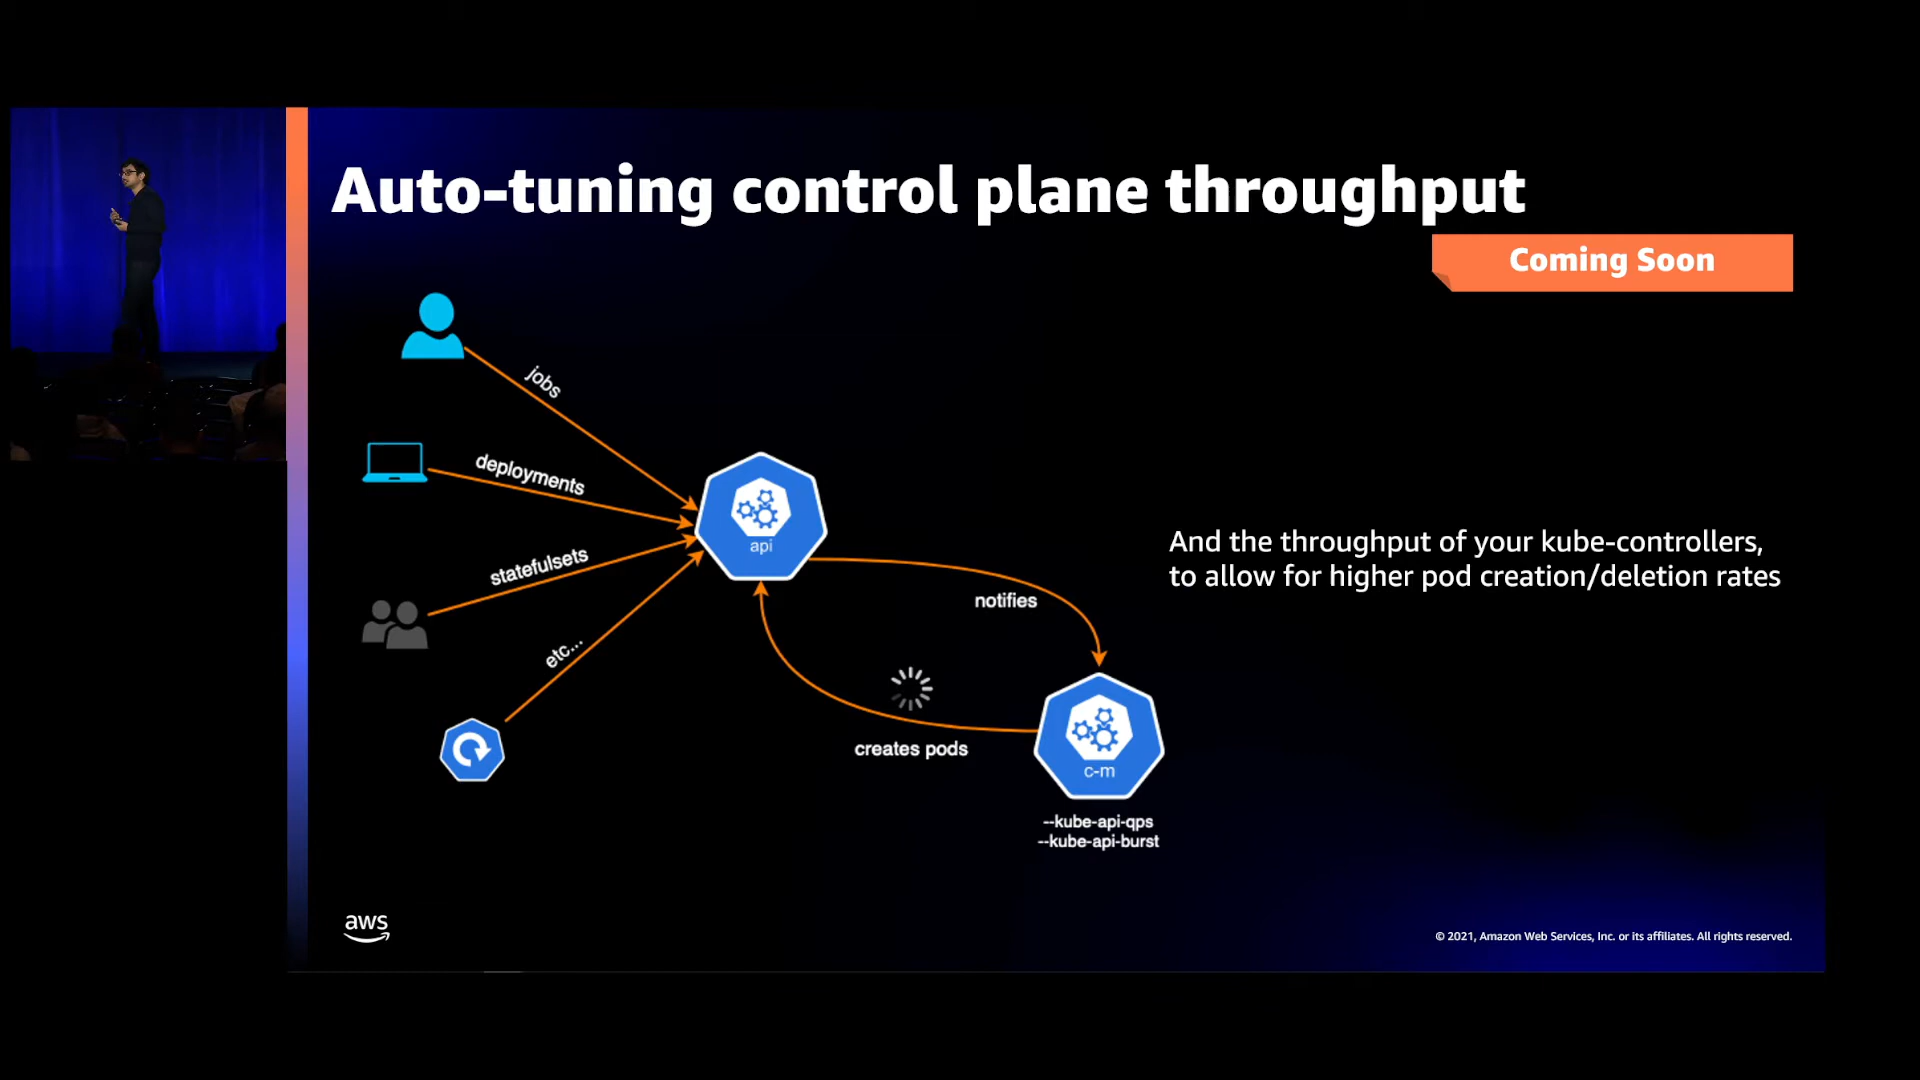 Auto-tuning control plane throughput
Coming Soon
jobs
deployments
statefulsets
etc...
api
notifies
creates pods
c-m
--kube-api-qps
--kube-api-burst
And the throughput of your kube-controllers,
to allow for higher pod creation/deletion rates
aws
© 2021, Amazon Web Services, Inc. or its affiliates. All rights reserved.